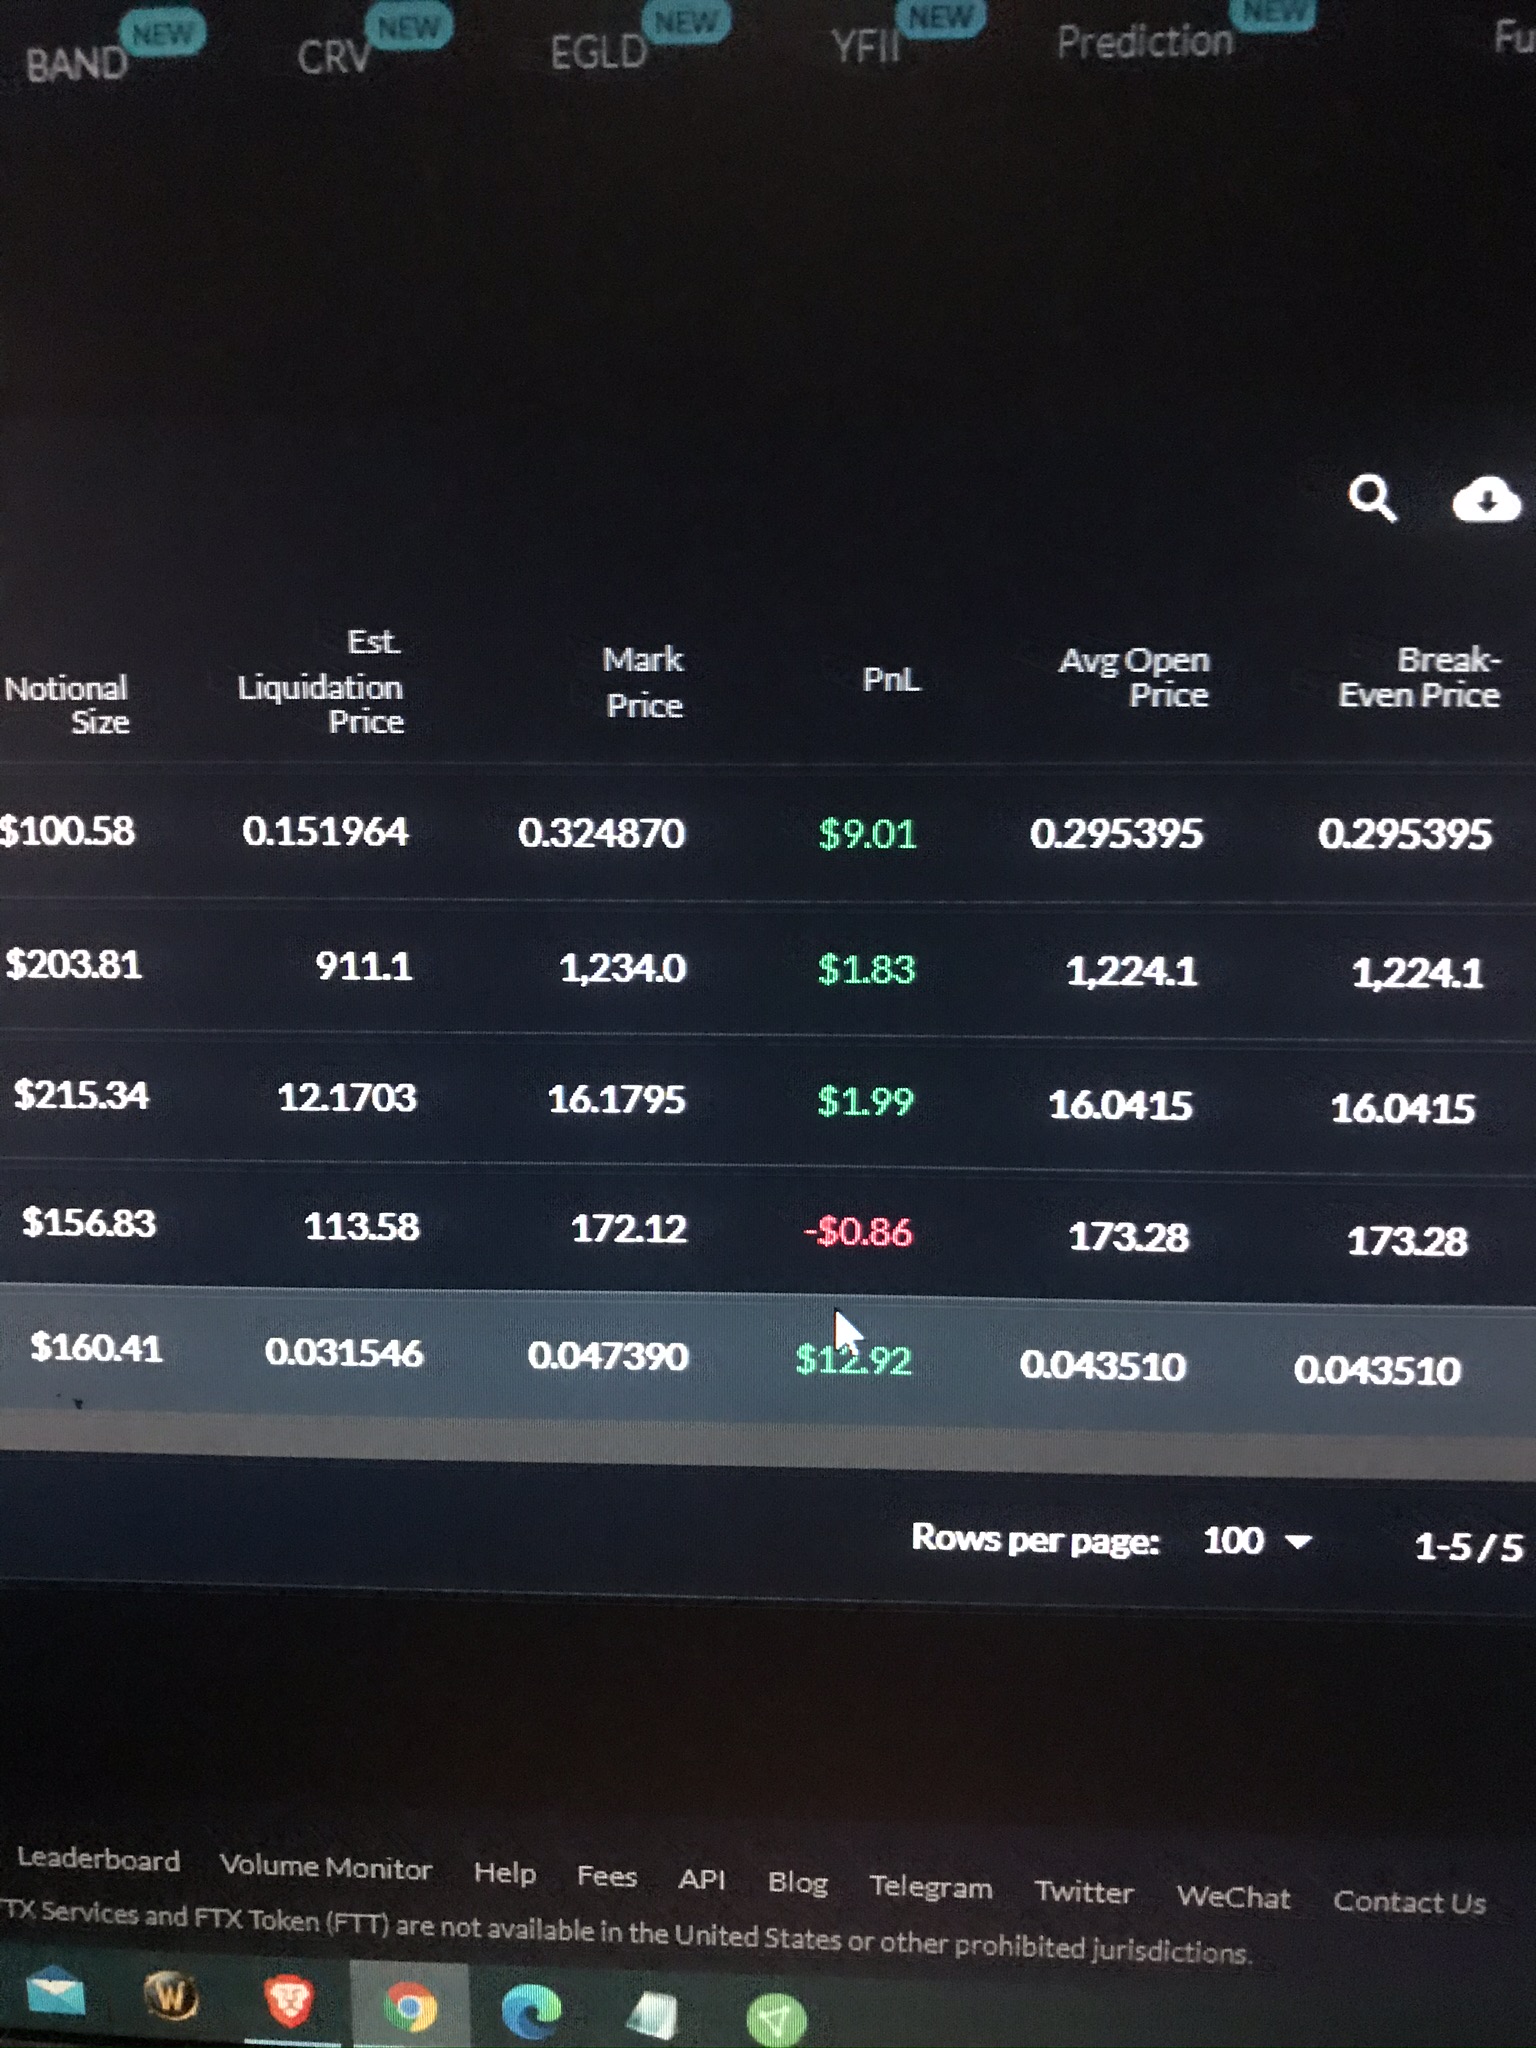 BAND NEW CRV NEW EGLD NEW YFII NEW Prediction NEW
Notional Size Est. Liquidation Price Mark Price PnL Avg Open Price Break-Even Price
$100.58 0.151964 0.324870 $9.01 0.295395 0.295395
$203.81 911.1 1,234.0 $1.83 1,224.1 1,224.1
$215.34 12.1703 16.1795 $1.99 16.0415 16.0415
$156.83 113.58 172.12 -$0.86 173.28 173.28
$160.41 0.031546 0.047390 $12.92 0.043510 0.043510
Rows per page: 100 1-5 / 5
Leaderboard Volume Monitor Help Fees API Blog Telegram Twitter WeChat Contact Us
TX Services and FTX Token (FTT) are not available in the United States or other prohibited jurisdictions.
W